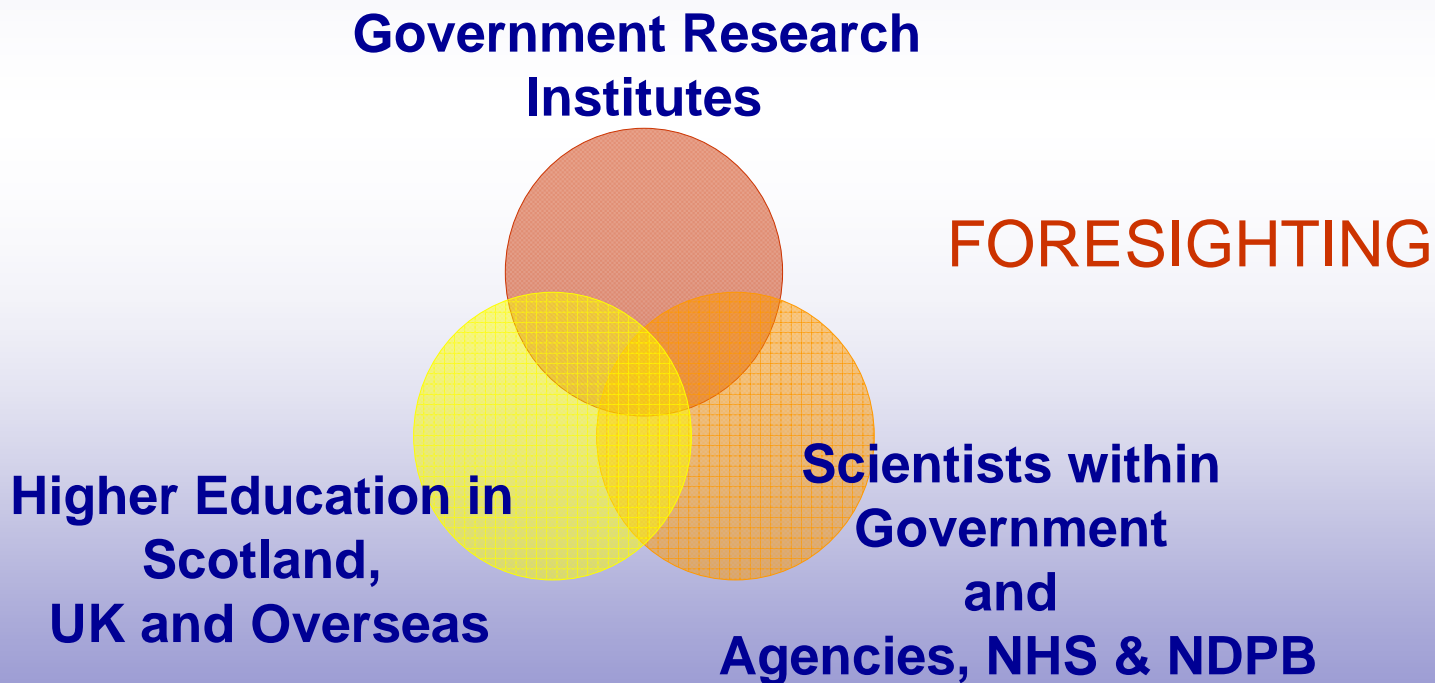 Government Research
Institutes
FORESIGHTING
Higher Education in
Scotland,
UK and Overseas
Scientists within
Government
and
Agencies, NHS & NDPB